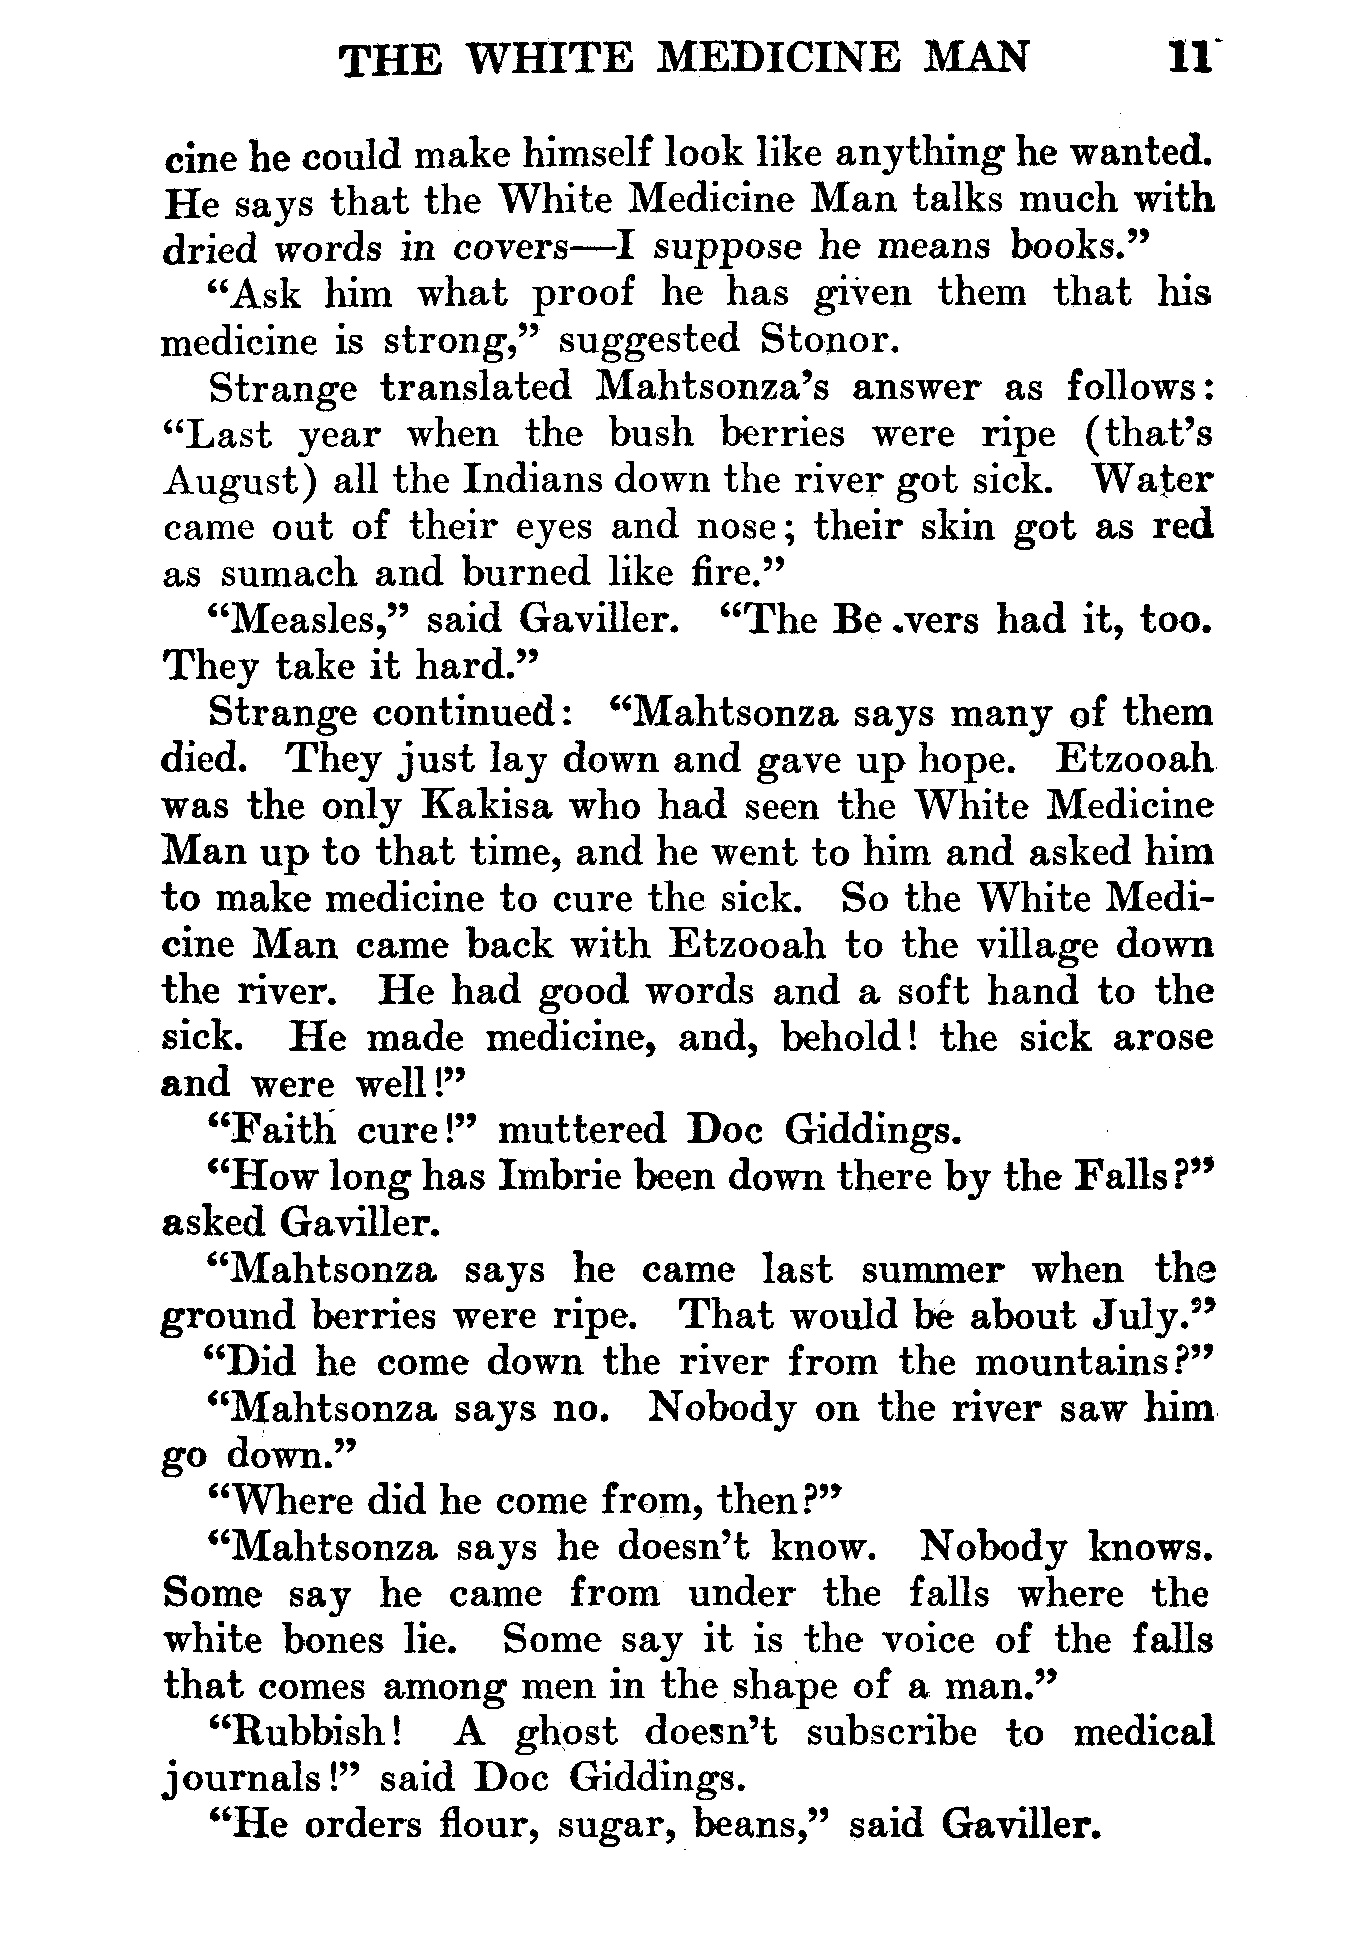 THE WHITE MEDICINE MAN 11
cine he could make himself look like anything he wanted.
He says that the White Medicine Man talks much with
dried words in covers—I suppose he means books.”
“Ask him what proof he has given them that his
medicine is strong,” suggested Stonor.
Strange translated Mahtsonza’s answer as follows:
“Last year when the bush berries were ripe (that’s
August) all the Indians down the river got sick. Water
came out of their eyes and nose; their skin got as red
as sumach and burned like fire.”
“Measles,” said Gaviller. “The Be.vers had it, too.
They take it hard.”
Strange continued: “Mahtsonza says many of them
died. They just lay down and gave up hope. Etzooah
was the only Kakisa who had seen the White Medicine
Man up to that time, and he went to him and asked him
to make medicine to cure the sick. So the White Medi-
cine Man came back with Etzooah to the village down
the river. He had good words and a soft hand to the
sick. He made medicine, and, behold! the sick arose
and were well!”
“Faith cure!” muttered Doc Giddings.
“How long has Imbrie been down there by the Falls?”
asked Gaviller.
“Mahtsonza says he came last summer when the
ground berries were ripe. That would be about July.”
“Did he come down the river from the mountains?”
“Mahtsonza says no. Nobody on the river saw him
go down.”
“Where did he come from, then?”
“Mahtsonza says he doesn’t know. Nobody knows.
Some say he came from under the falls where the
white bones lie. Some say it is the voice of the falls
that comes among men in the shape of a man.”
“Rubbish! A ghost doesn’t subscribe to medical
journals!” said Doc Giddings.
“He orders flour, sugar, beans,” said Gaviller.